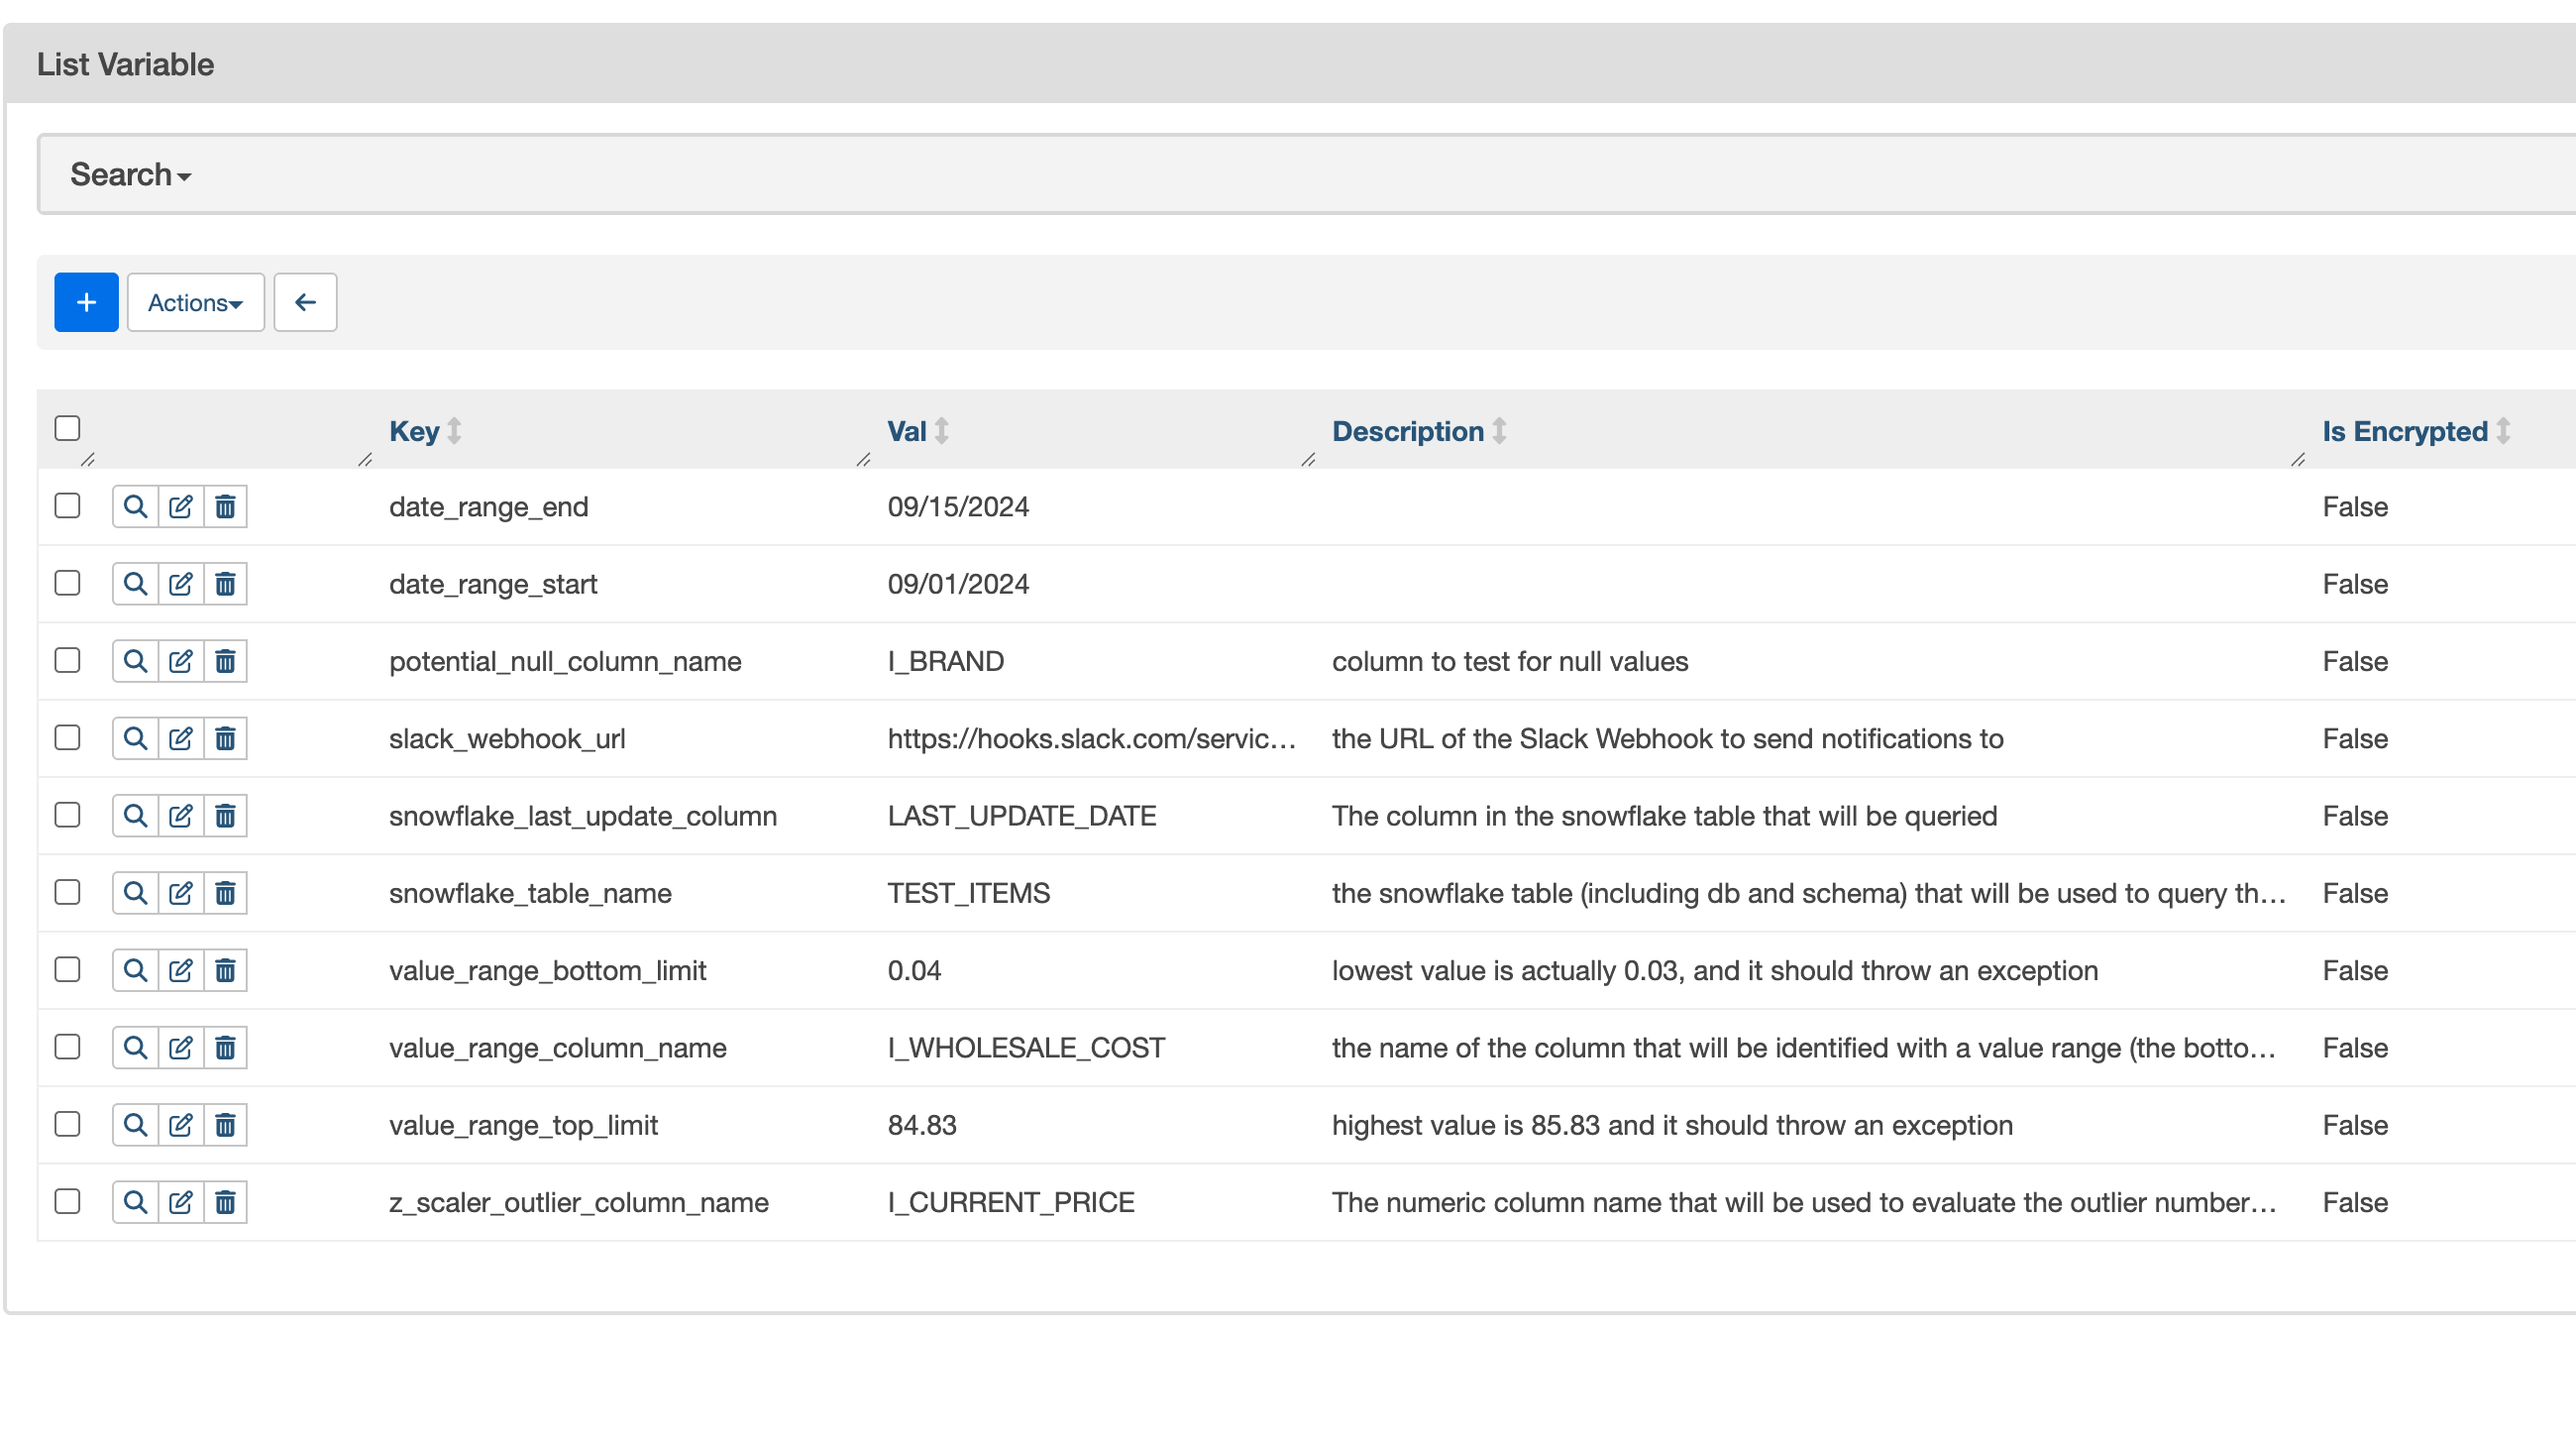 List Variable
Search
+ Actions
Key Val Description Is Encrypted
date_range_end 09/15/2024 False
date_range_start 09/01/2024 False
potential_null_column_name I_BRAND column to test for null values False
slack_webhook_url https://hooks.slack.com/servic… the URL of the Slack Webhook to send notifications to False
snowflake_last_update_column LAST_UPDATE_DATE The column in the snowflake table that will be queried False
snowflake_table_name TEST_ITEMS the snowflake table (including db and schema) that will be used to query th… False
value_range_bottom_limit 0.04 lowest value is actually 0.03, and it should throw an exception False
value_range_column_name I_WHOLESALE_COST the name of the column that will be identified with a value range (the botto… False
value_range_top_limit 84.83 highest value is 85.83 and it should throw an exception False
z_scaler_outlier_column_name I_CURRENT_PRICE The numeric column name that will be used to evaluate the outlier number… False